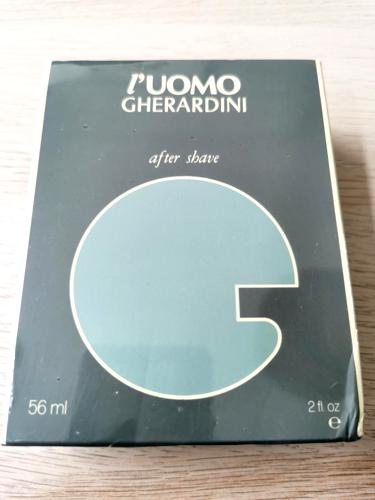 l'UOMO
GHERARDINI
after shave
56 ml
2 fl. oz
℮